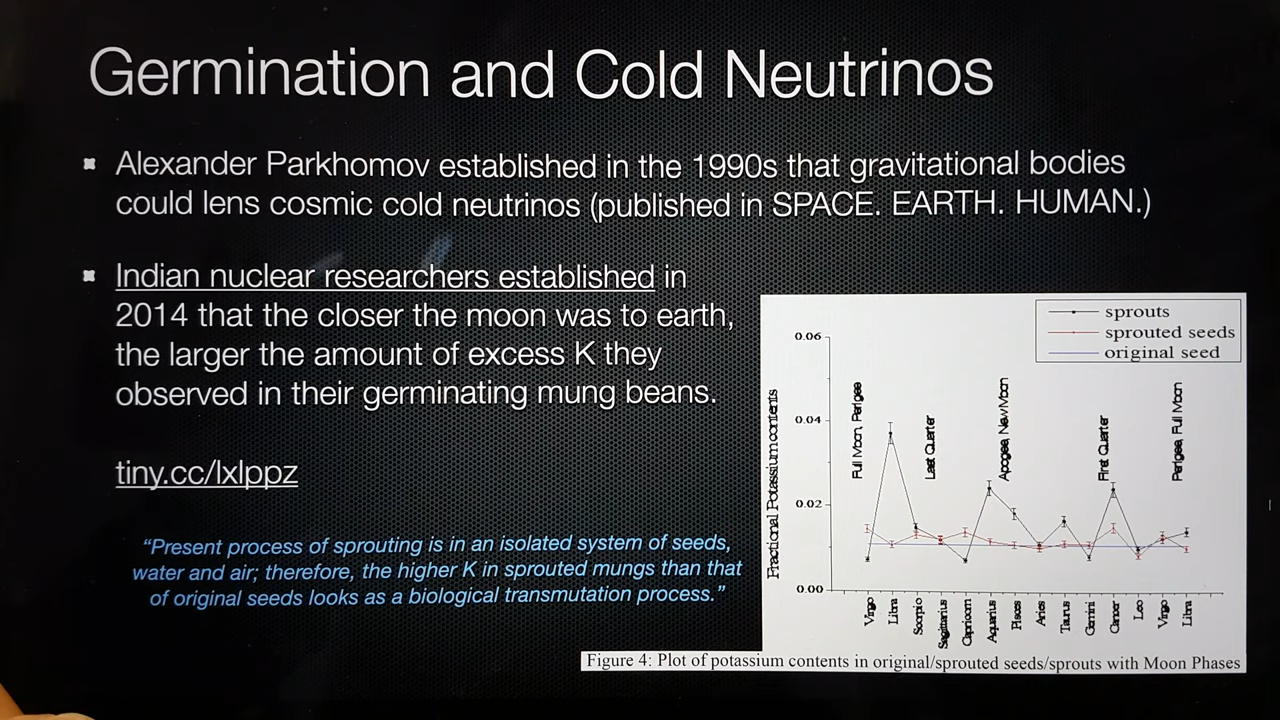 Germination and Cold Neutrinos
Alexander Parkhomov established in the 1990s that gravitational bodies
could lens cosmic cold neutrinos (published in SPACE. EARTH. HUMAN.)
Indian nuclear researchers established in
2014 that the closer the moon was to earth,
the larger the amount of excess K they
observed in their germinating mung beans.
tiny.cc/lxlppz
“Present process of sprouting is in an isolated system of seeds,
water and air; therefore, the higher K in sprouted mungs than that
of original seeds looks as a biological transmutation process.”
sprouts
sprouted seeds
original seed
Fractional Potassium contents
0.06
0.04
0.02
0.00
Full Moon, Perigee
Last Quarter
Apogee, New Moon
First Quarter
Perigee, Full Moon
Virgo
Libra
Scorpio
Sagittarius
Capricorn
Aquarius
Pisces
Aries
Taurus
Gemini
Cancer
Leo
Virgo
Libra
Figure 4: Plot of potassium contents in original/sprouted seeds/sprouts with Moon Phases